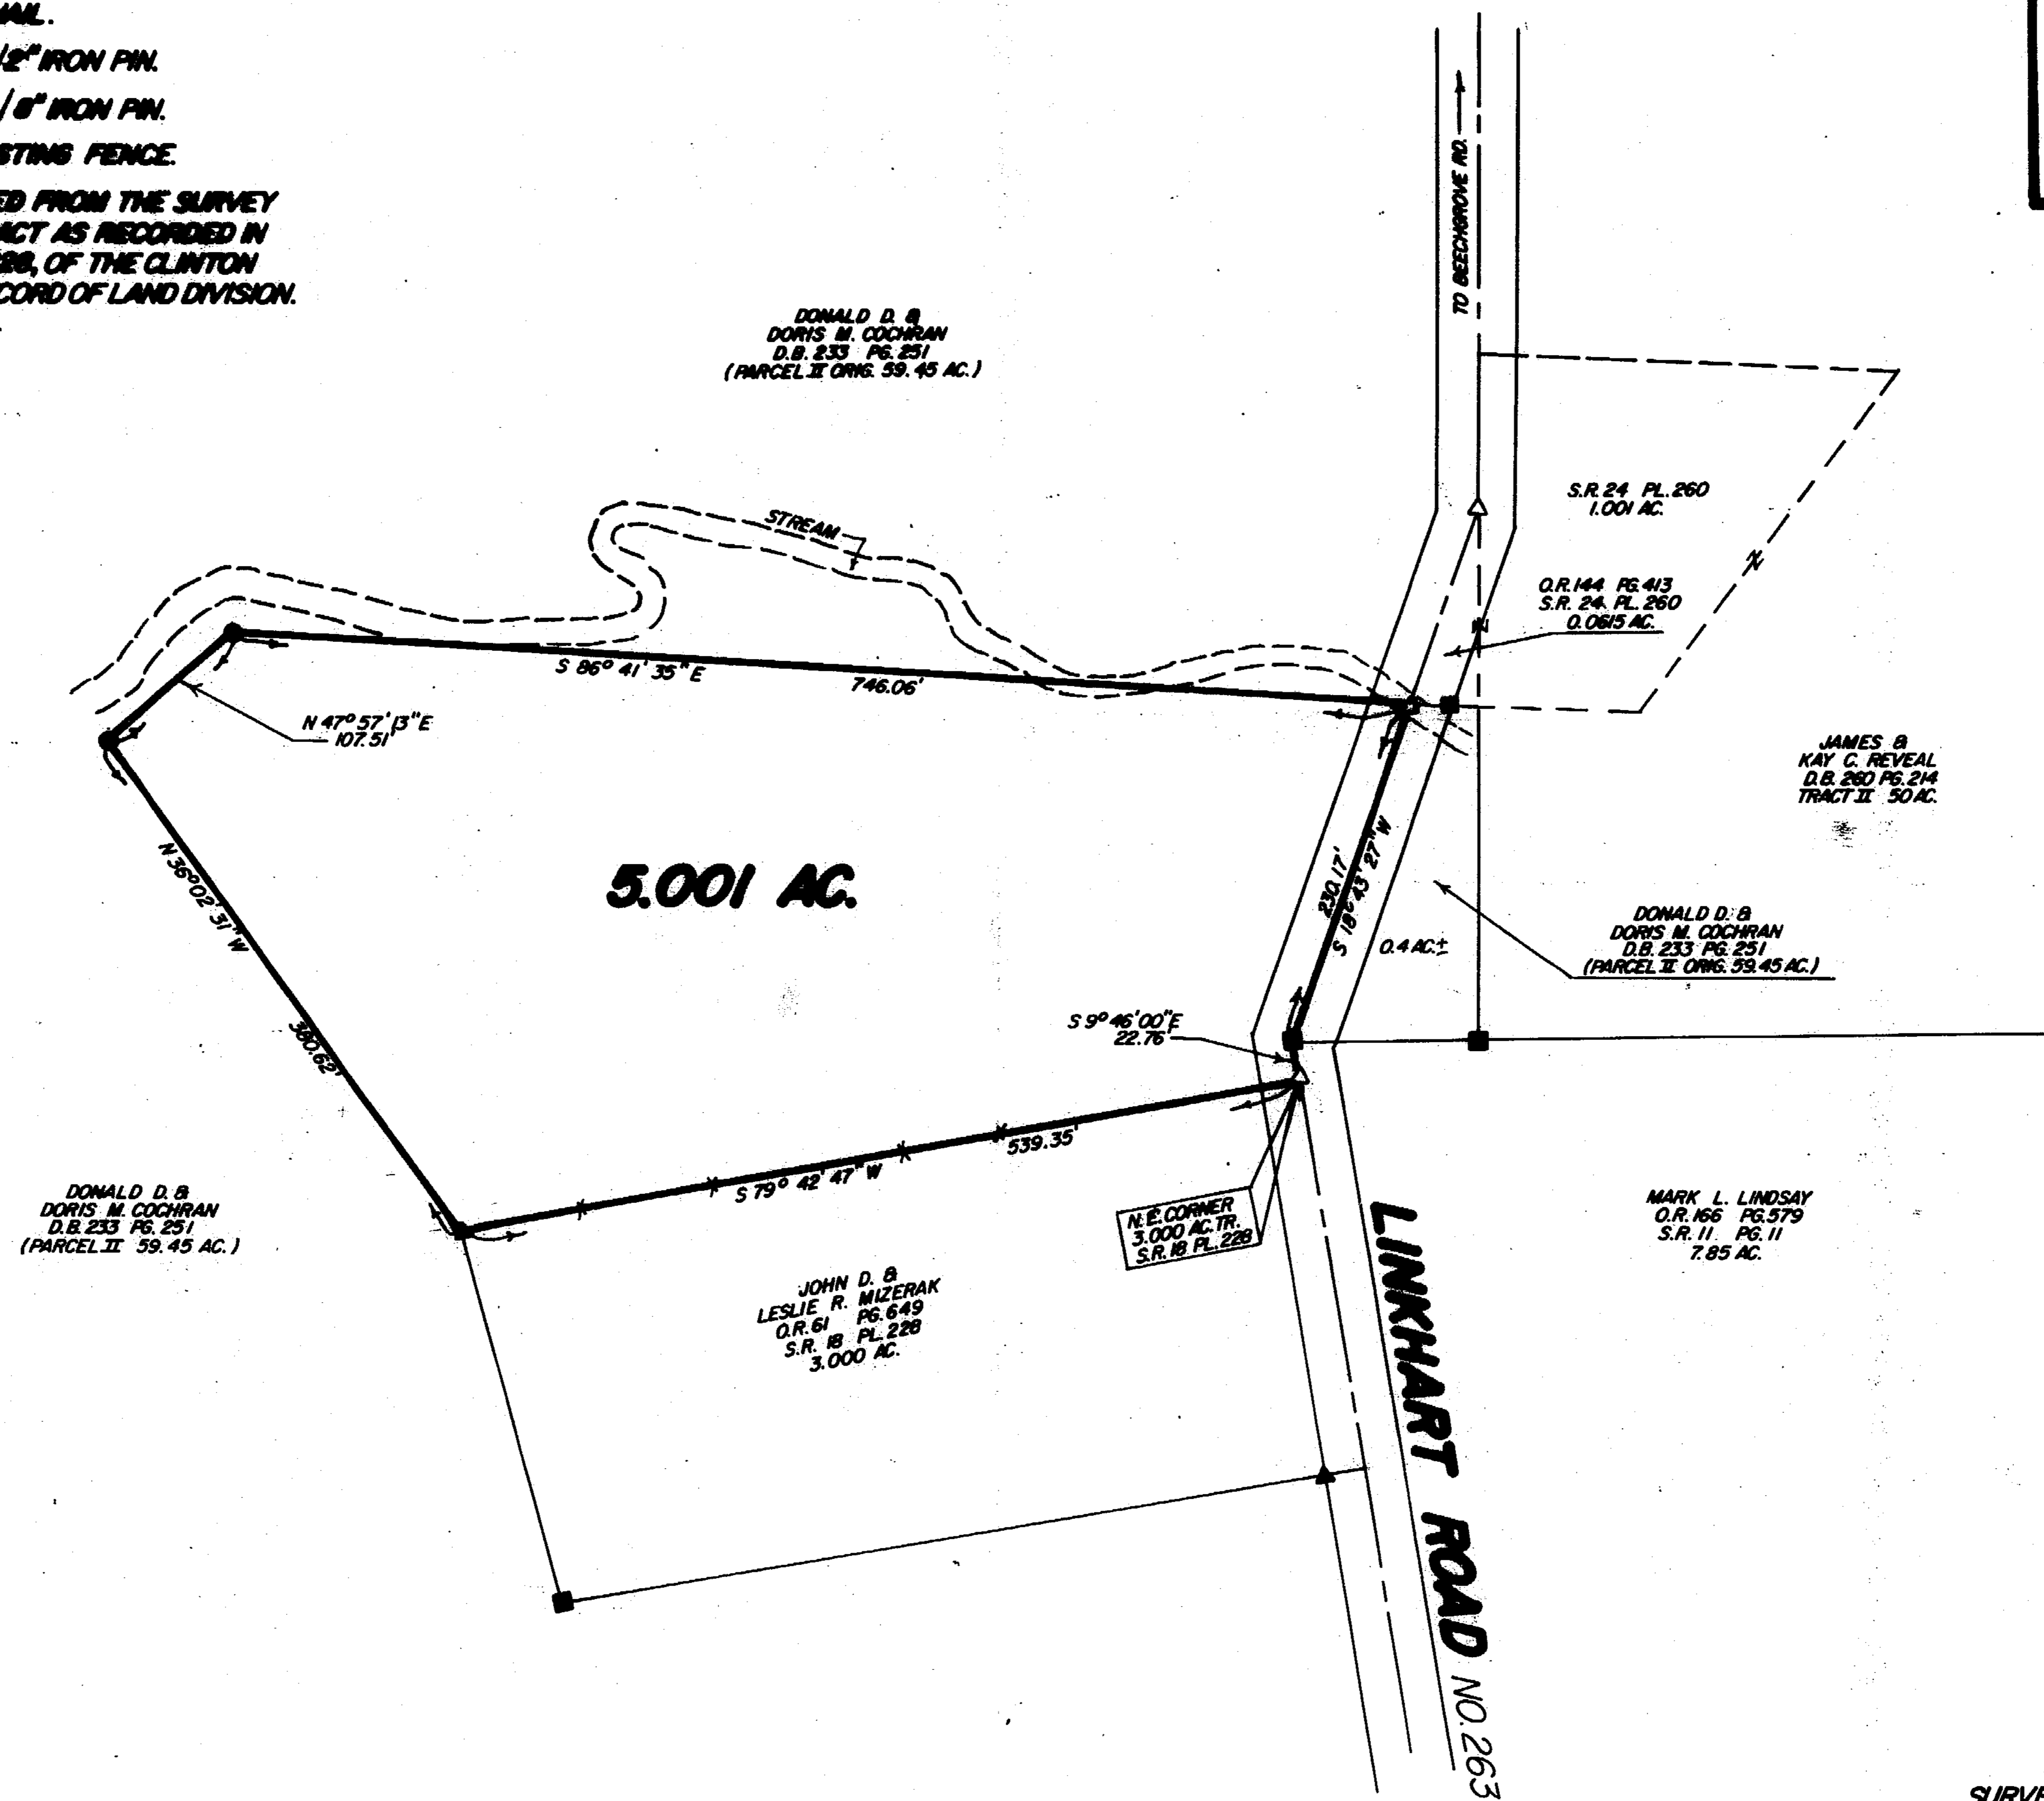 NAIL.
/2" IRON PIN.
/8" IRON PIN.
STING FENCE.
ED FROM THE SURVEY
ACT AS RECORDED IN
228, OF THE CLINTON
CORD OF LAND DIVISION.
TO BEECHGROVE RD.
DONALD D. &
DORIS M. COCHRAN
D.B. 233 PG. 251
(PARCEL II ORIG. 59.45 AC.)
STREAM
S.R. 24 PL. 260
1.001 AC.
O.R. 144 PG. 413
S.R. 24 PL. 260
0.0615 AC.
S 86° 41' 35" E
746.06'
N 47° 57' 13" E
107.51'
JAMES &
KAY C. REVEAL
D.B. 260 PG. 214
TRACT II 50 AC.
N 36° 02' 31" W
380.62'
5.001 AC.
230.17'
S 18° 43' 27" W
0.4 AC.±
DONALD D. &
DORIS M. COCHRAN
D.B. 233 PG. 251
(PARCEL II ORIG. 59.45 AC.)
S 9° 46' 00" E
22.76'
539.35'
S 79° 42' 47" W
DONALD D. &
DORIS M. COCHRAN
D.B. 233 PG. 251
(PARCEL II 59.45 AC.)
N.E. CORNER
3.000 AC. TR.
S.R. 18 PL. 228
MARK L. LINDSAY
O.R. 166 PG. 579
S.R. 11 PG. 11
7.85 AC.
JOHN D. &
LESLIE R. MIZERAK
O.R. 61 PG. 649
S.R. 18 PL. 228
3.000 AC.
LINKHART ROAD NO. 263
SURVE